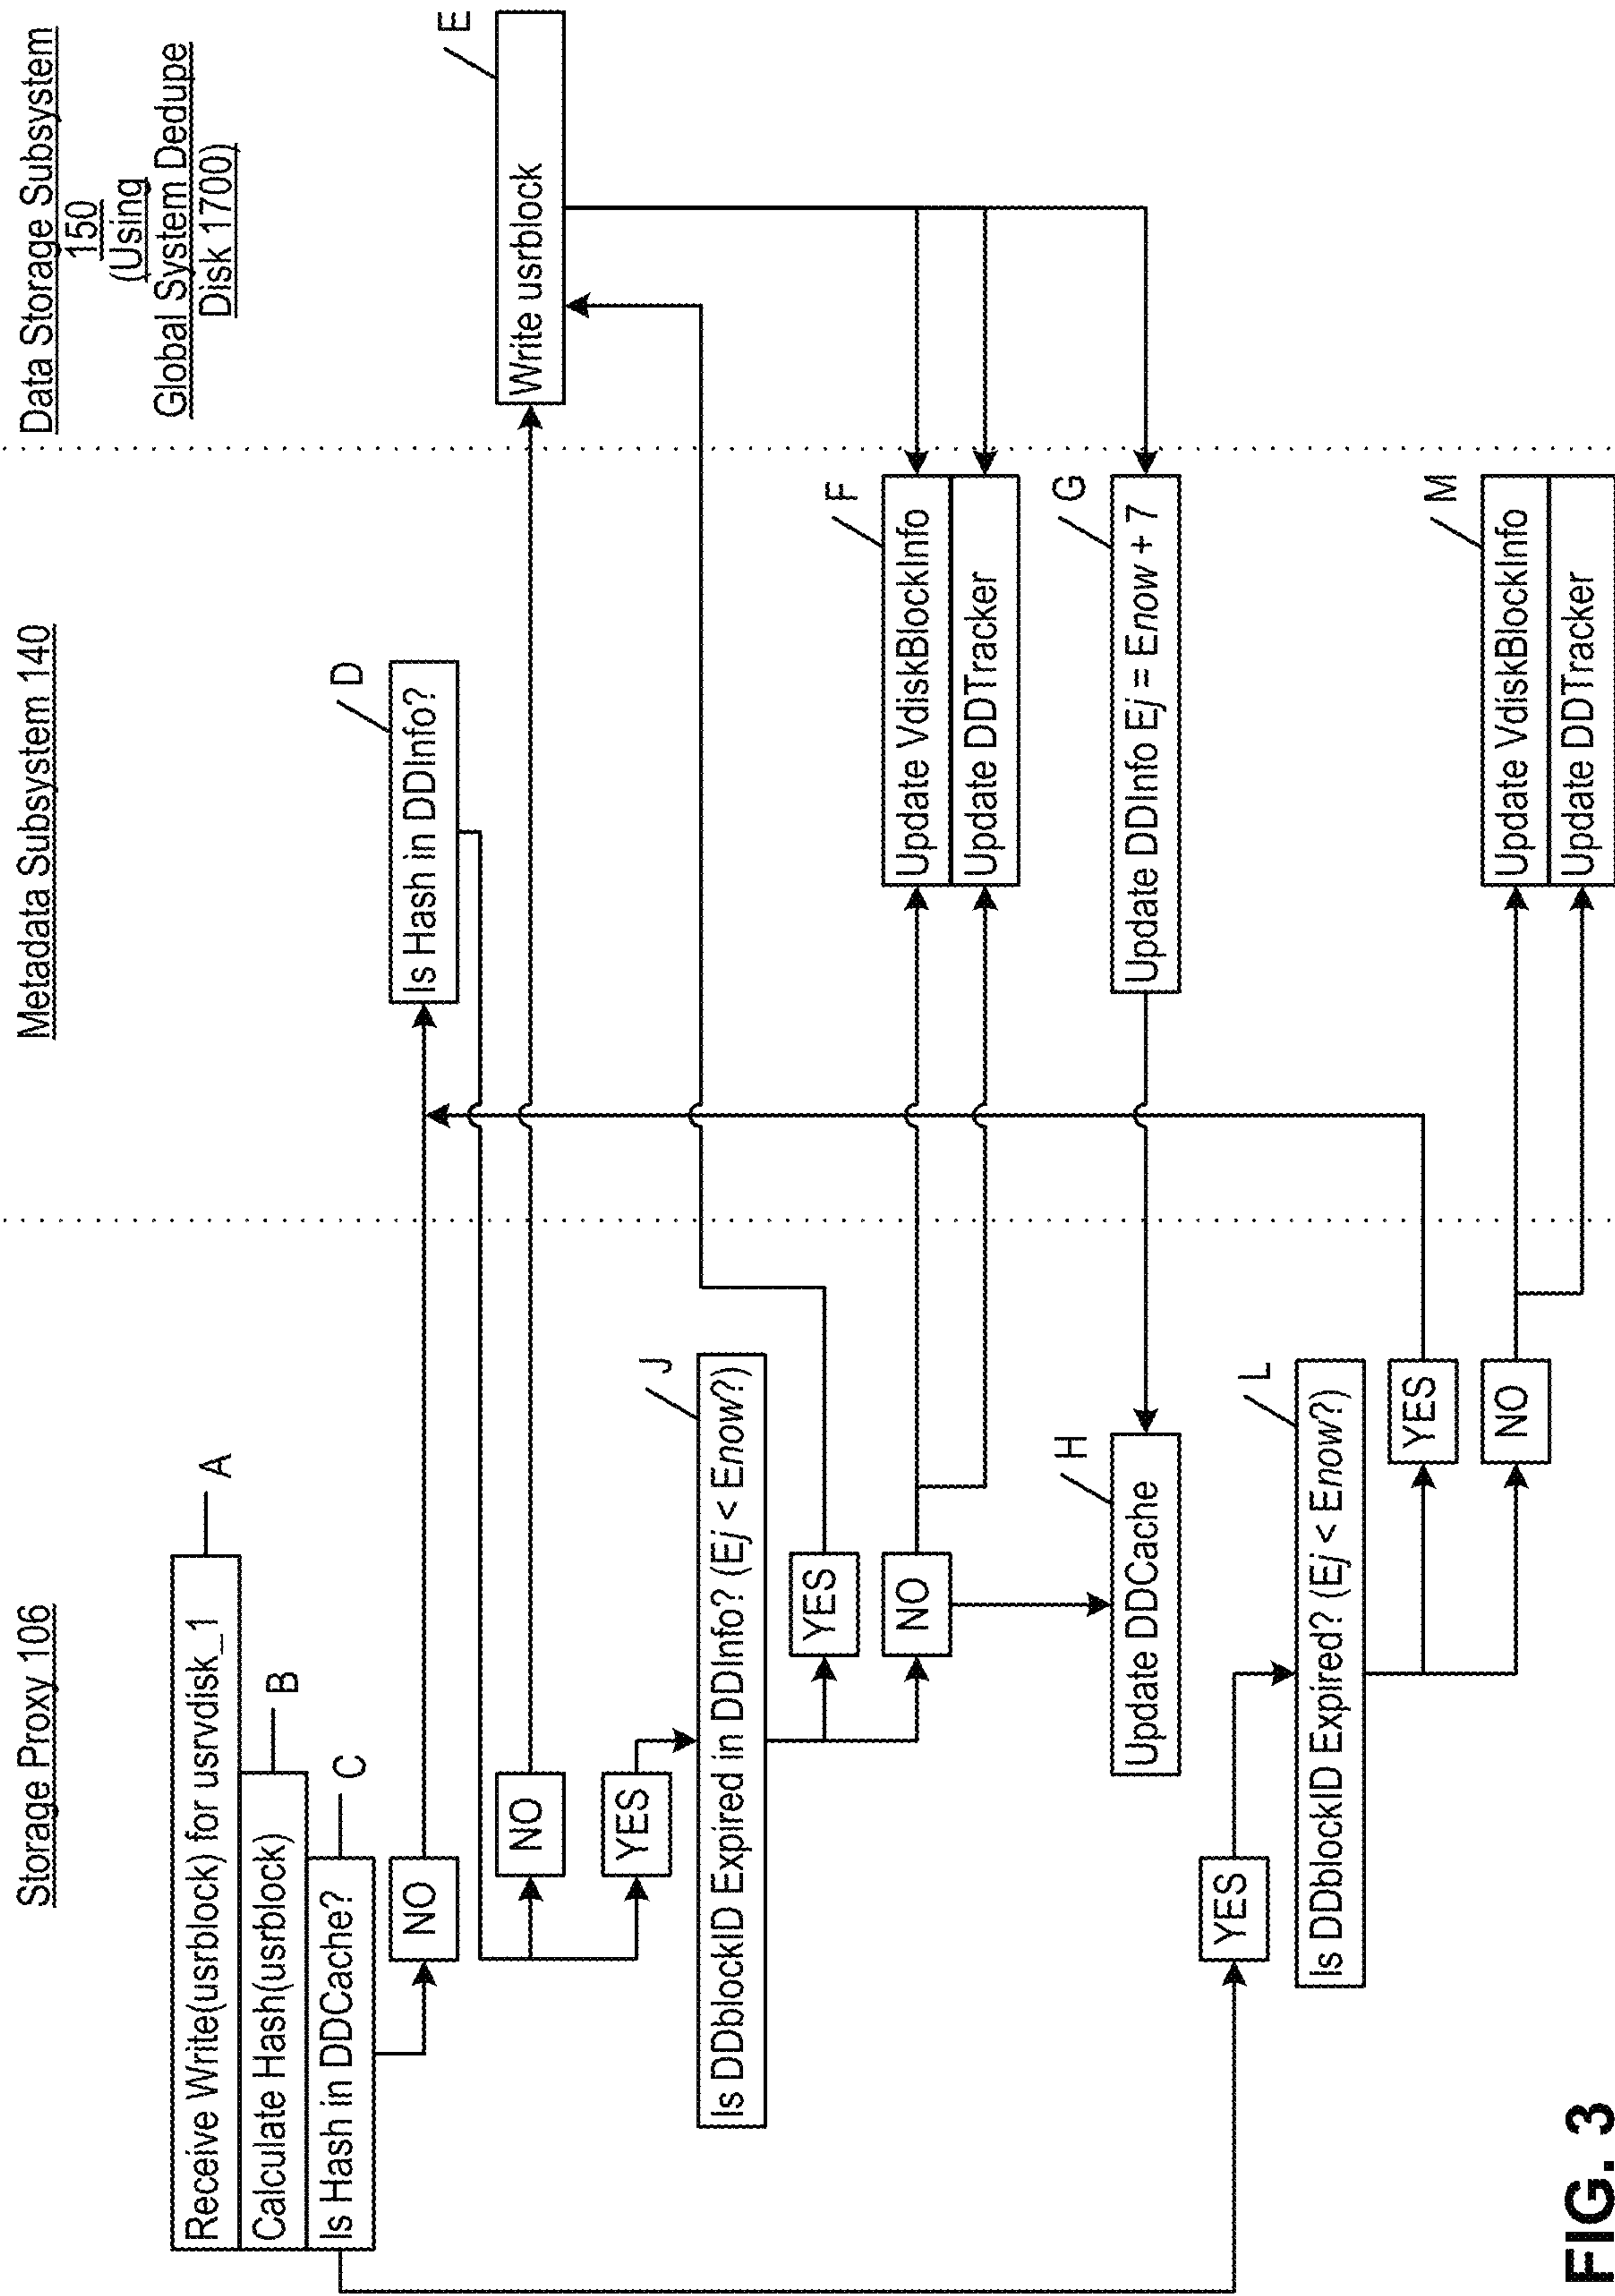 Storage Proxy 106
Metadata Subsystem 140
Data Storage Subsystem
150
(Using
Global System Dedupe
Disk 1700)
Receive Write(usrblock) for usrvdisk_1
A
Calculate Hash(usrblock)
B
Is Hash in DDCache?
C
NO
Is Hash in DDInfo?
D
NO
Write usrblock
E
YES
Is DDblockID Expired in DDInfo? (Ej < Enow?)
J
YES
NO
Update VdiskBlockInfo
F
Update DDTracker
Update DDCache
H
Update DDInfo Ej = Enow + 7
G
YES
Is DDblockID Expired? (Ej < Enow?)
L
YES
NO
Update VdiskBlockInfo
M
Update DDTracker
FIG. 3